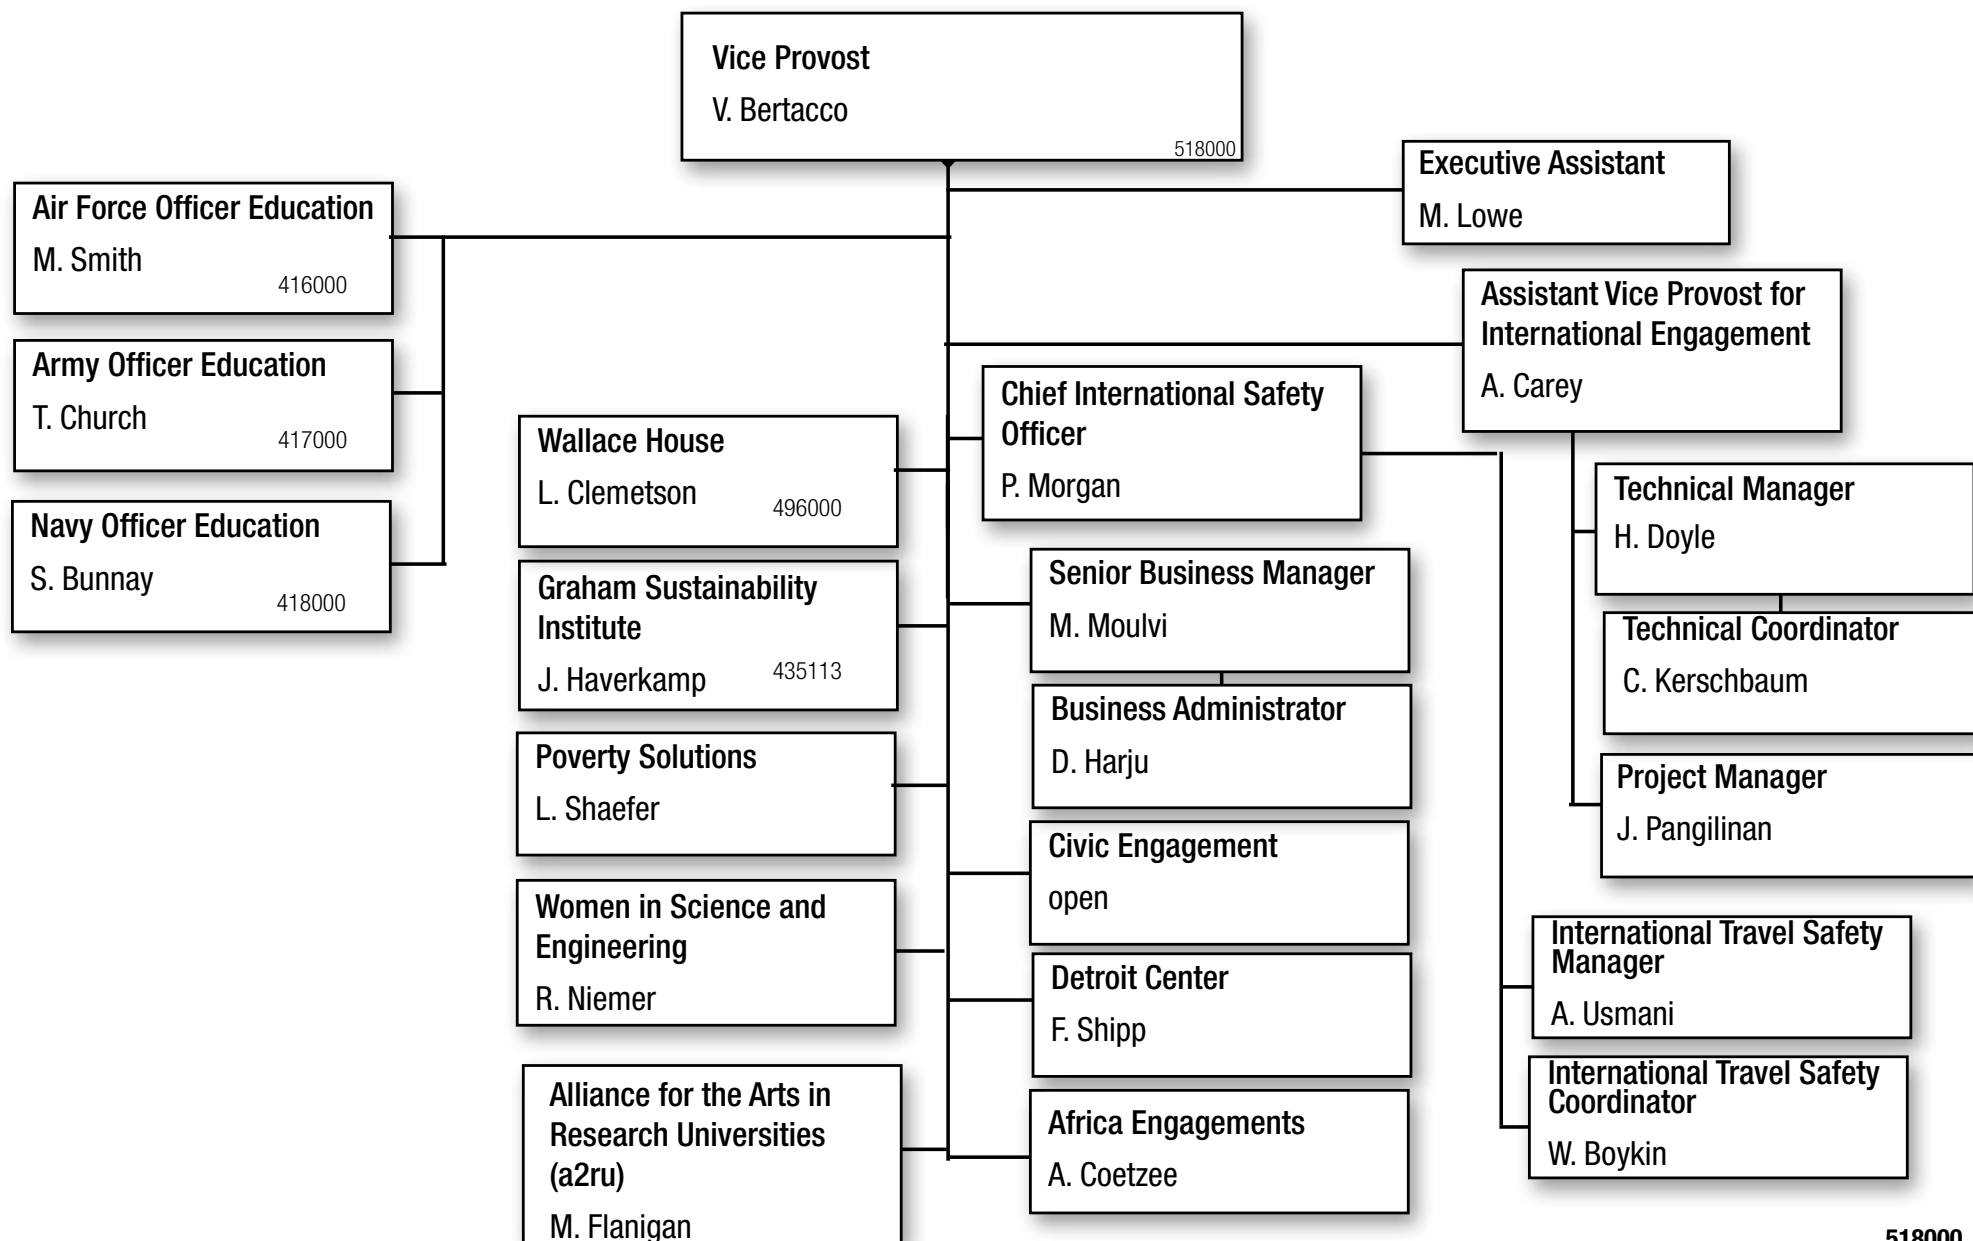 Vice Provost
V. Bertacco
518000
Executive Assistant
M. Lowe
Air Force Officer Education
M. Smith
416000
Army Officer Education
T. Church
417000
Navy Officer Education
S. Bunnay
418000
Assistant Vice Provost for
International Engagement
A. Carey
Chief International Safety
Officer
P. Morgan
Wallace House
L. Clemetson
496000
Graham Sustainability
Institute
J. Haverkamp
435113
Poverty Solutions
L. Shaefer
Women in Science and
Engineering
R. Niemer
Alliance for the Arts in
Research Universities
(a2ru)
M. Flanigan
Senior Business Manager
M. Moulvi
Business Administrator
D. Harju
Civic Engagement
open
Detroit Center
F. Shipp
Africa Engagements
A. Coetzee
Technical Manager
H. Doyle
Technical Coordinator
C. Kerschbaum
Project Manager
J. Pangilinan
International Travel Safety
Manager
A. Usmani
International Travel Safety
Coordinator
W. Boykin
518000